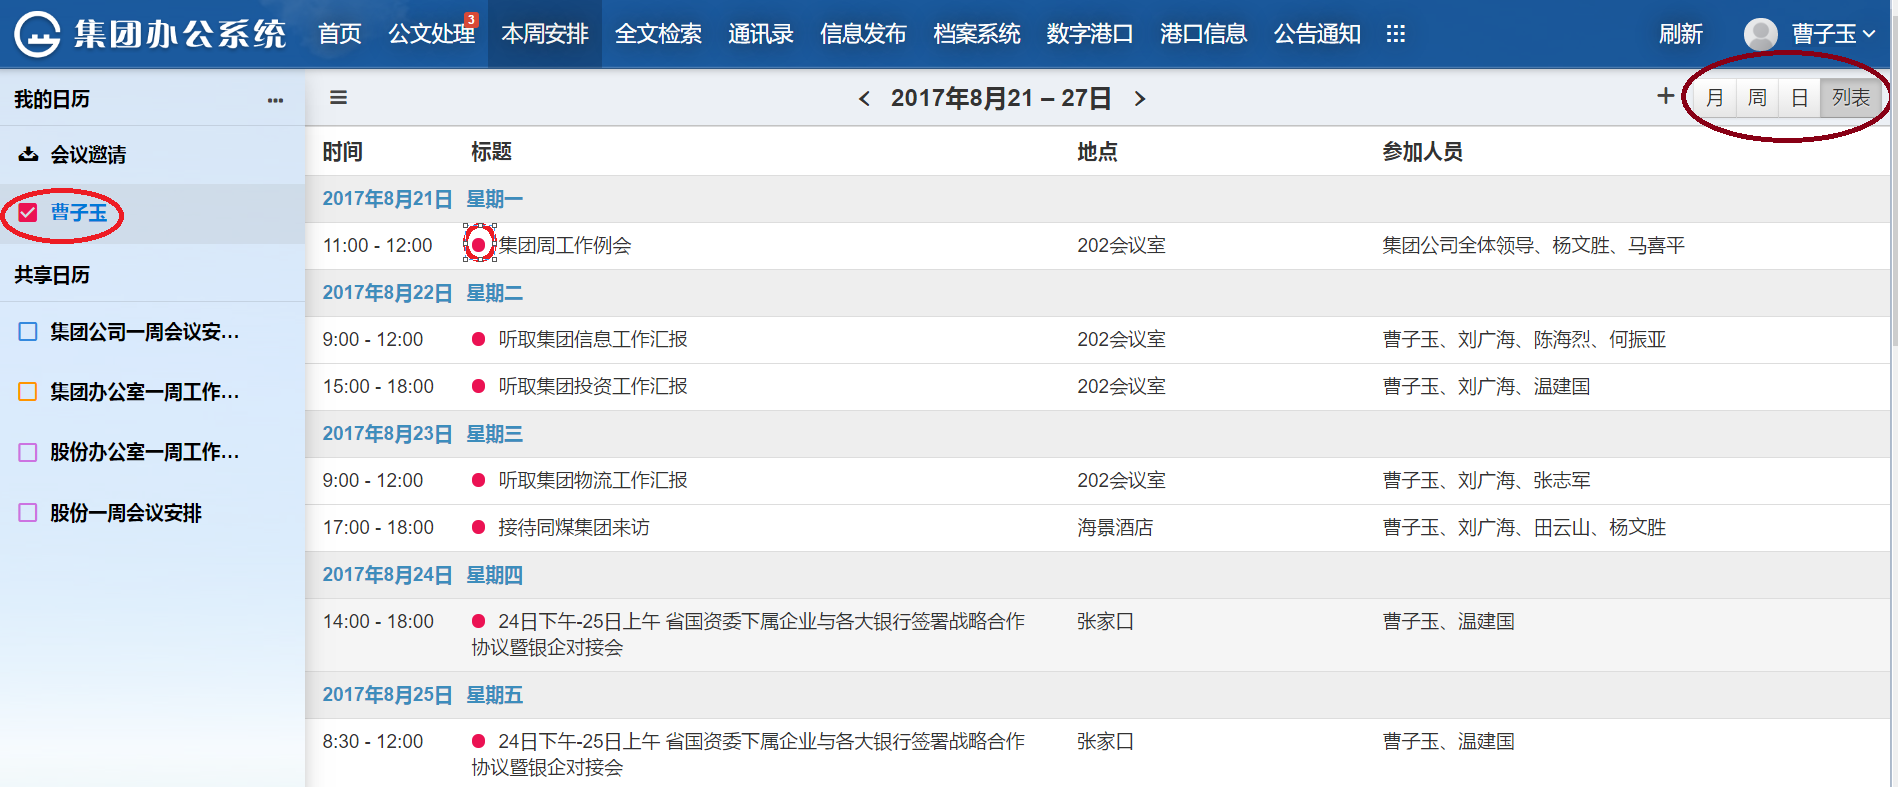 集团办公系统 首页 公文处理 3 本周安排 全文检索 通讯录 信息发布 档案系统 数字港口 港口信息 公告通知 刷新 曹子玉
我的日历 ...
会议邀请
曹子玉
共享日历
集团公司一周会议安...
集团办公室一周工作...
股份办公室一周工作...
股份一周会议安排
< 2017年8月21 – 27日 > + 月 周 日 列表
时间 标题 地点 参加人员
2017年8月21日 星期一
11:00 - 12:00 集团周工作例会 202会议室 集团公司全体领导、杨文胜、马喜平
2017年8月22日 星期二
9:00 - 12:00 听取集团信息工作汇报 202会议室 曹子玉、刘广海、陈海烈、何振亚
15:00 - 18:00 听取集团投资工作汇报 202会议室 曹子玉、刘广海、温建国
2017年8月23日 星期三
9:00 - 12:00 听取集团物流工作汇报 202会议室 曹子玉、刘广海、张志军
17:00 - 18:00 接待同煤集团来访 海景酒店 曹子玉、刘广海、田云山、杨文胜
2017年8月24日 星期四
14:00 - 18:00 24日下午-25日上午 省国资委下属企业与各大银行签署战略合作 张家口 曹子玉、温建国
协议暨银企对接会
2017年8月25日 星期五
8:30 - 12:00 24日下午-25日上午 省国资委下属企业与各大银行签署战略合作 张家口 曹子玉、温建国
协议暨银企对接会